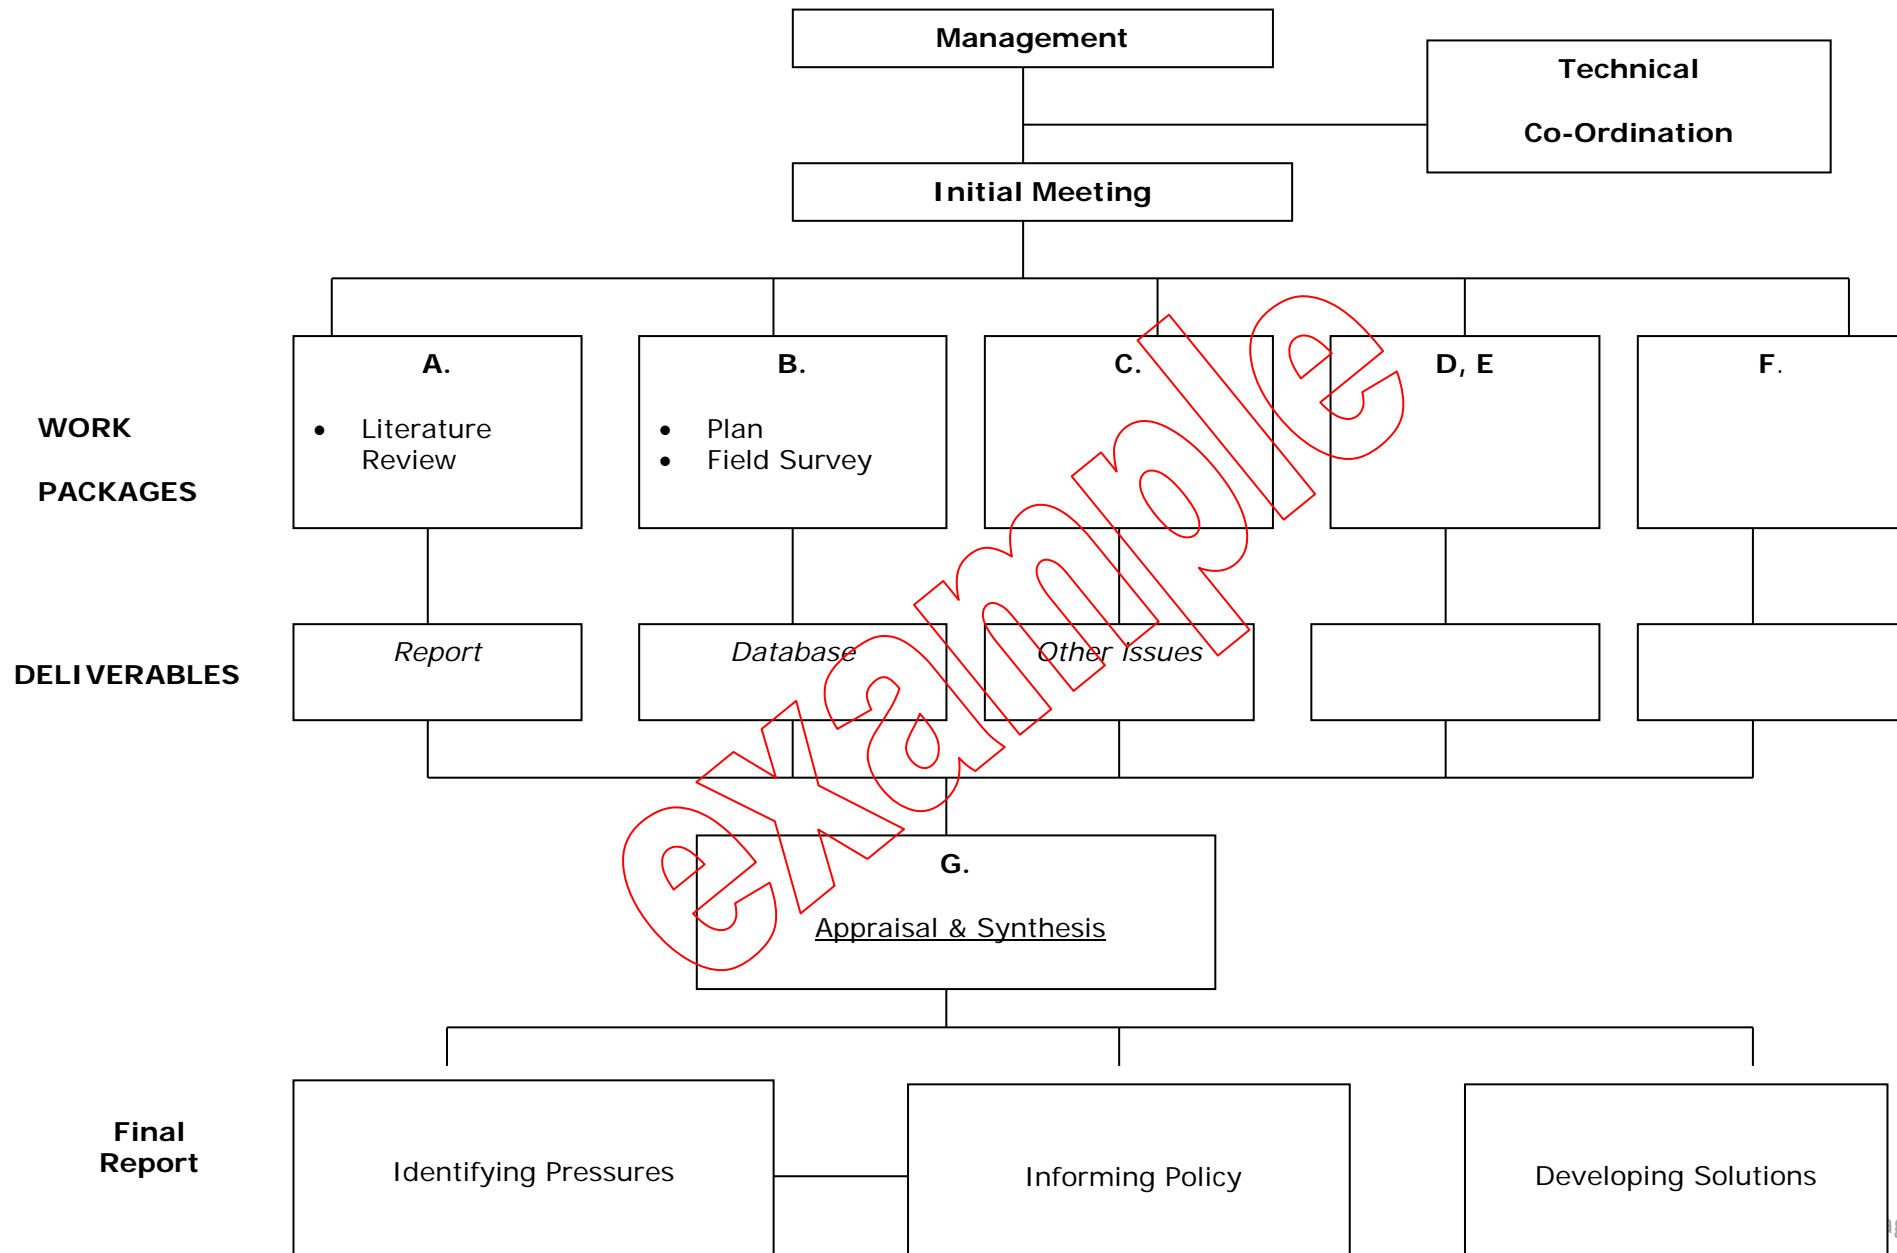 Management
Technical
Co-Ordination
Initial Meeting
A.
B.
C.
D, E
F.
WORK
PACKAGES
• Literature
Review
• Plan
• Field Survey
DELIVERABLES
Report
Database
Other Issues
example
G.
Appraisal & Synthesis
Final
Report
Identifying Pressures
Informing Policy
Developing Solutions